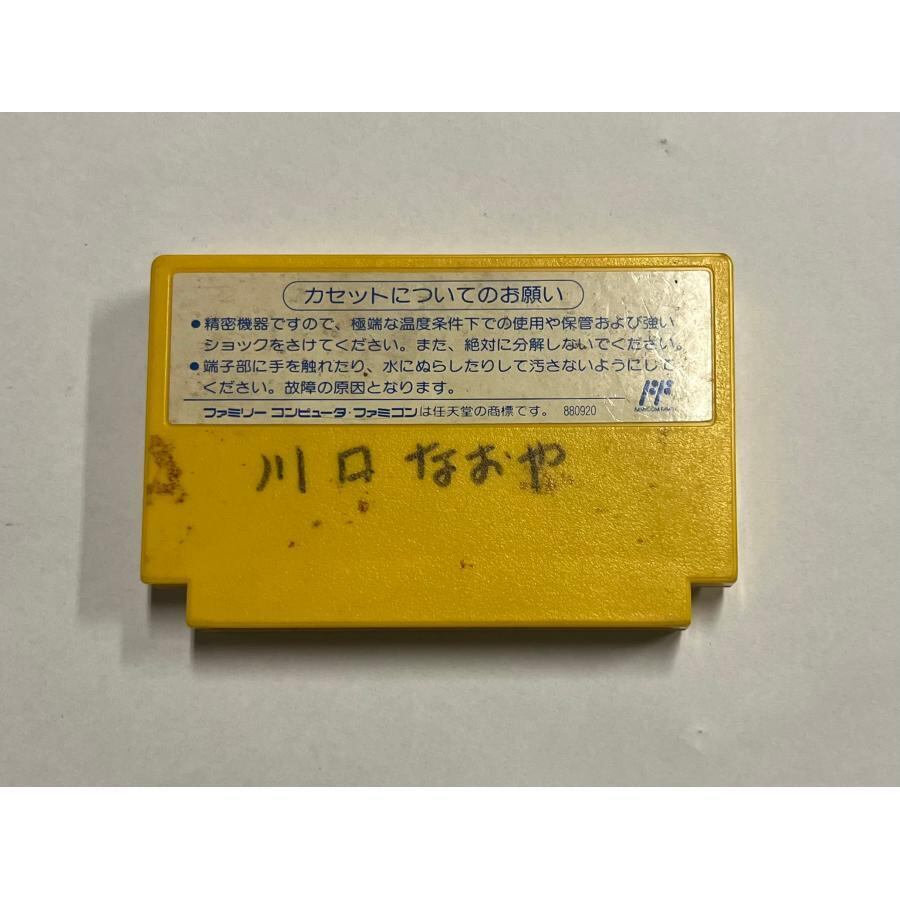 カセットについてのお願い
●精密機器ですので、極端な温度条件下での使用や保管および強い
ショックをさけてください。また、絶対に分解しないでください。
●端子部に手を触れたり、水にぬらしたりして汚さないようにして
ください。故障の原因となります。
ファミリーコンピュータ・ファミコンは任天堂の商標です。 880920
川口 なおや